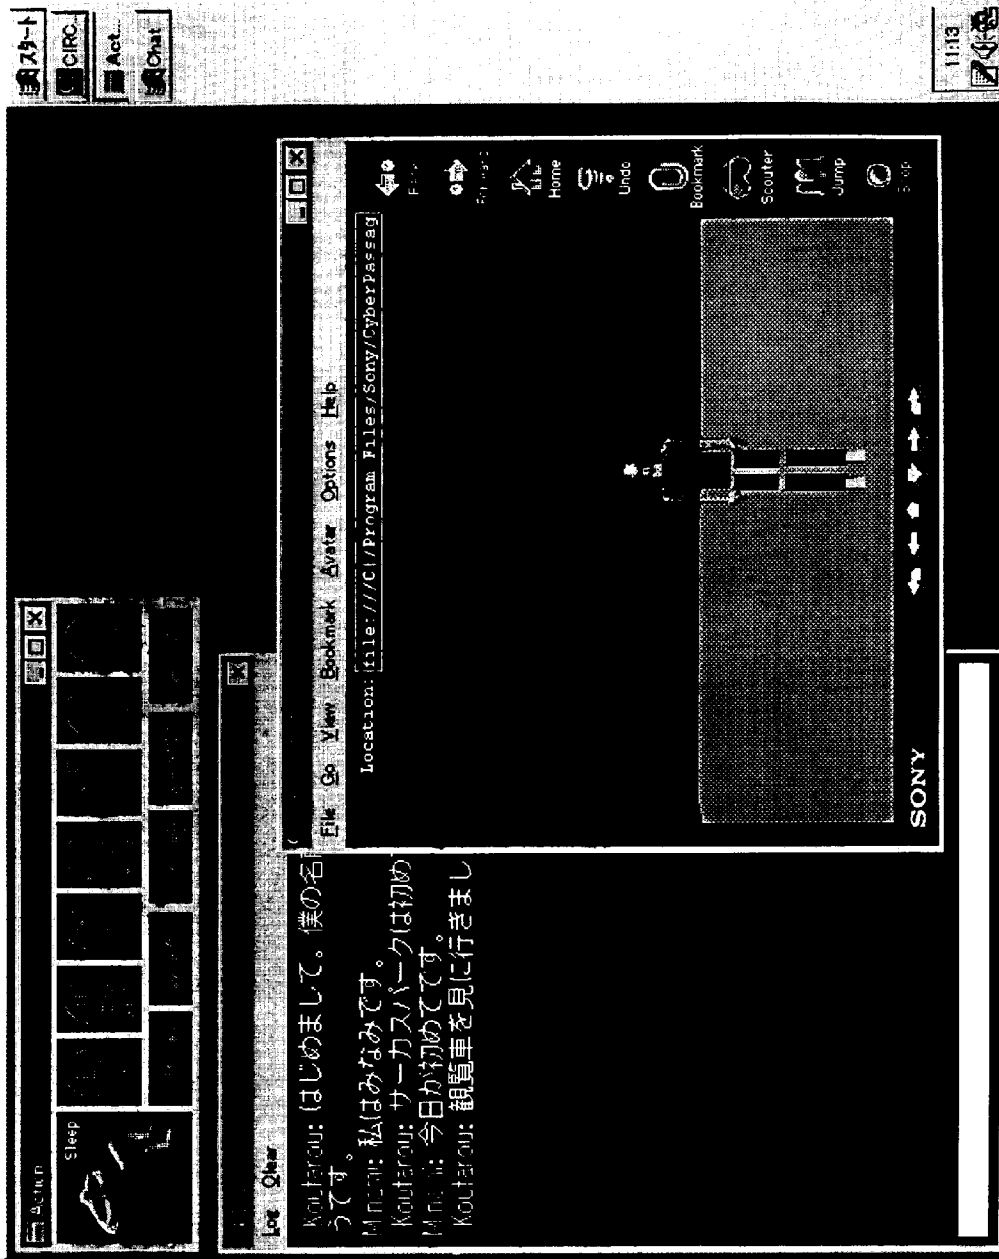 Action
Sleep
Log Clear
Koutarou: はじめまして。僕の名
うです。
Minami: 私はみなみです。
Koutarou: サーカスパークは初め
Minami: 今日が初めてです。
Koutarou: 観覧車を見に行きまし
File Go View Bookmark Avatar Options Help
Location: file:///C|/Program Files/Sony/CyberPassag
Back
Forward
Home
Undo
Bookmark
Scouter
Jump
Stop
SONY
スタート
CIRC...
Act...
Chat
11:13